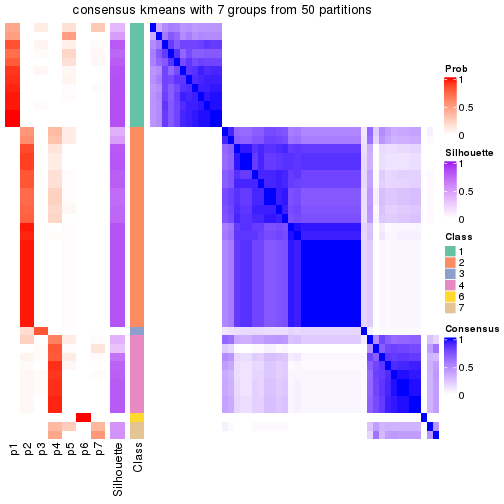 consensus kmeans with 7 groups from 50 partitions
p1
p2
p3
p4
p5
p6
p7
Silhouette
Class
Prob
1
0.5
0
Silhouette
1
0.5
0
Class
1
2
3
4
6
7
Consensus
1
0.5
0